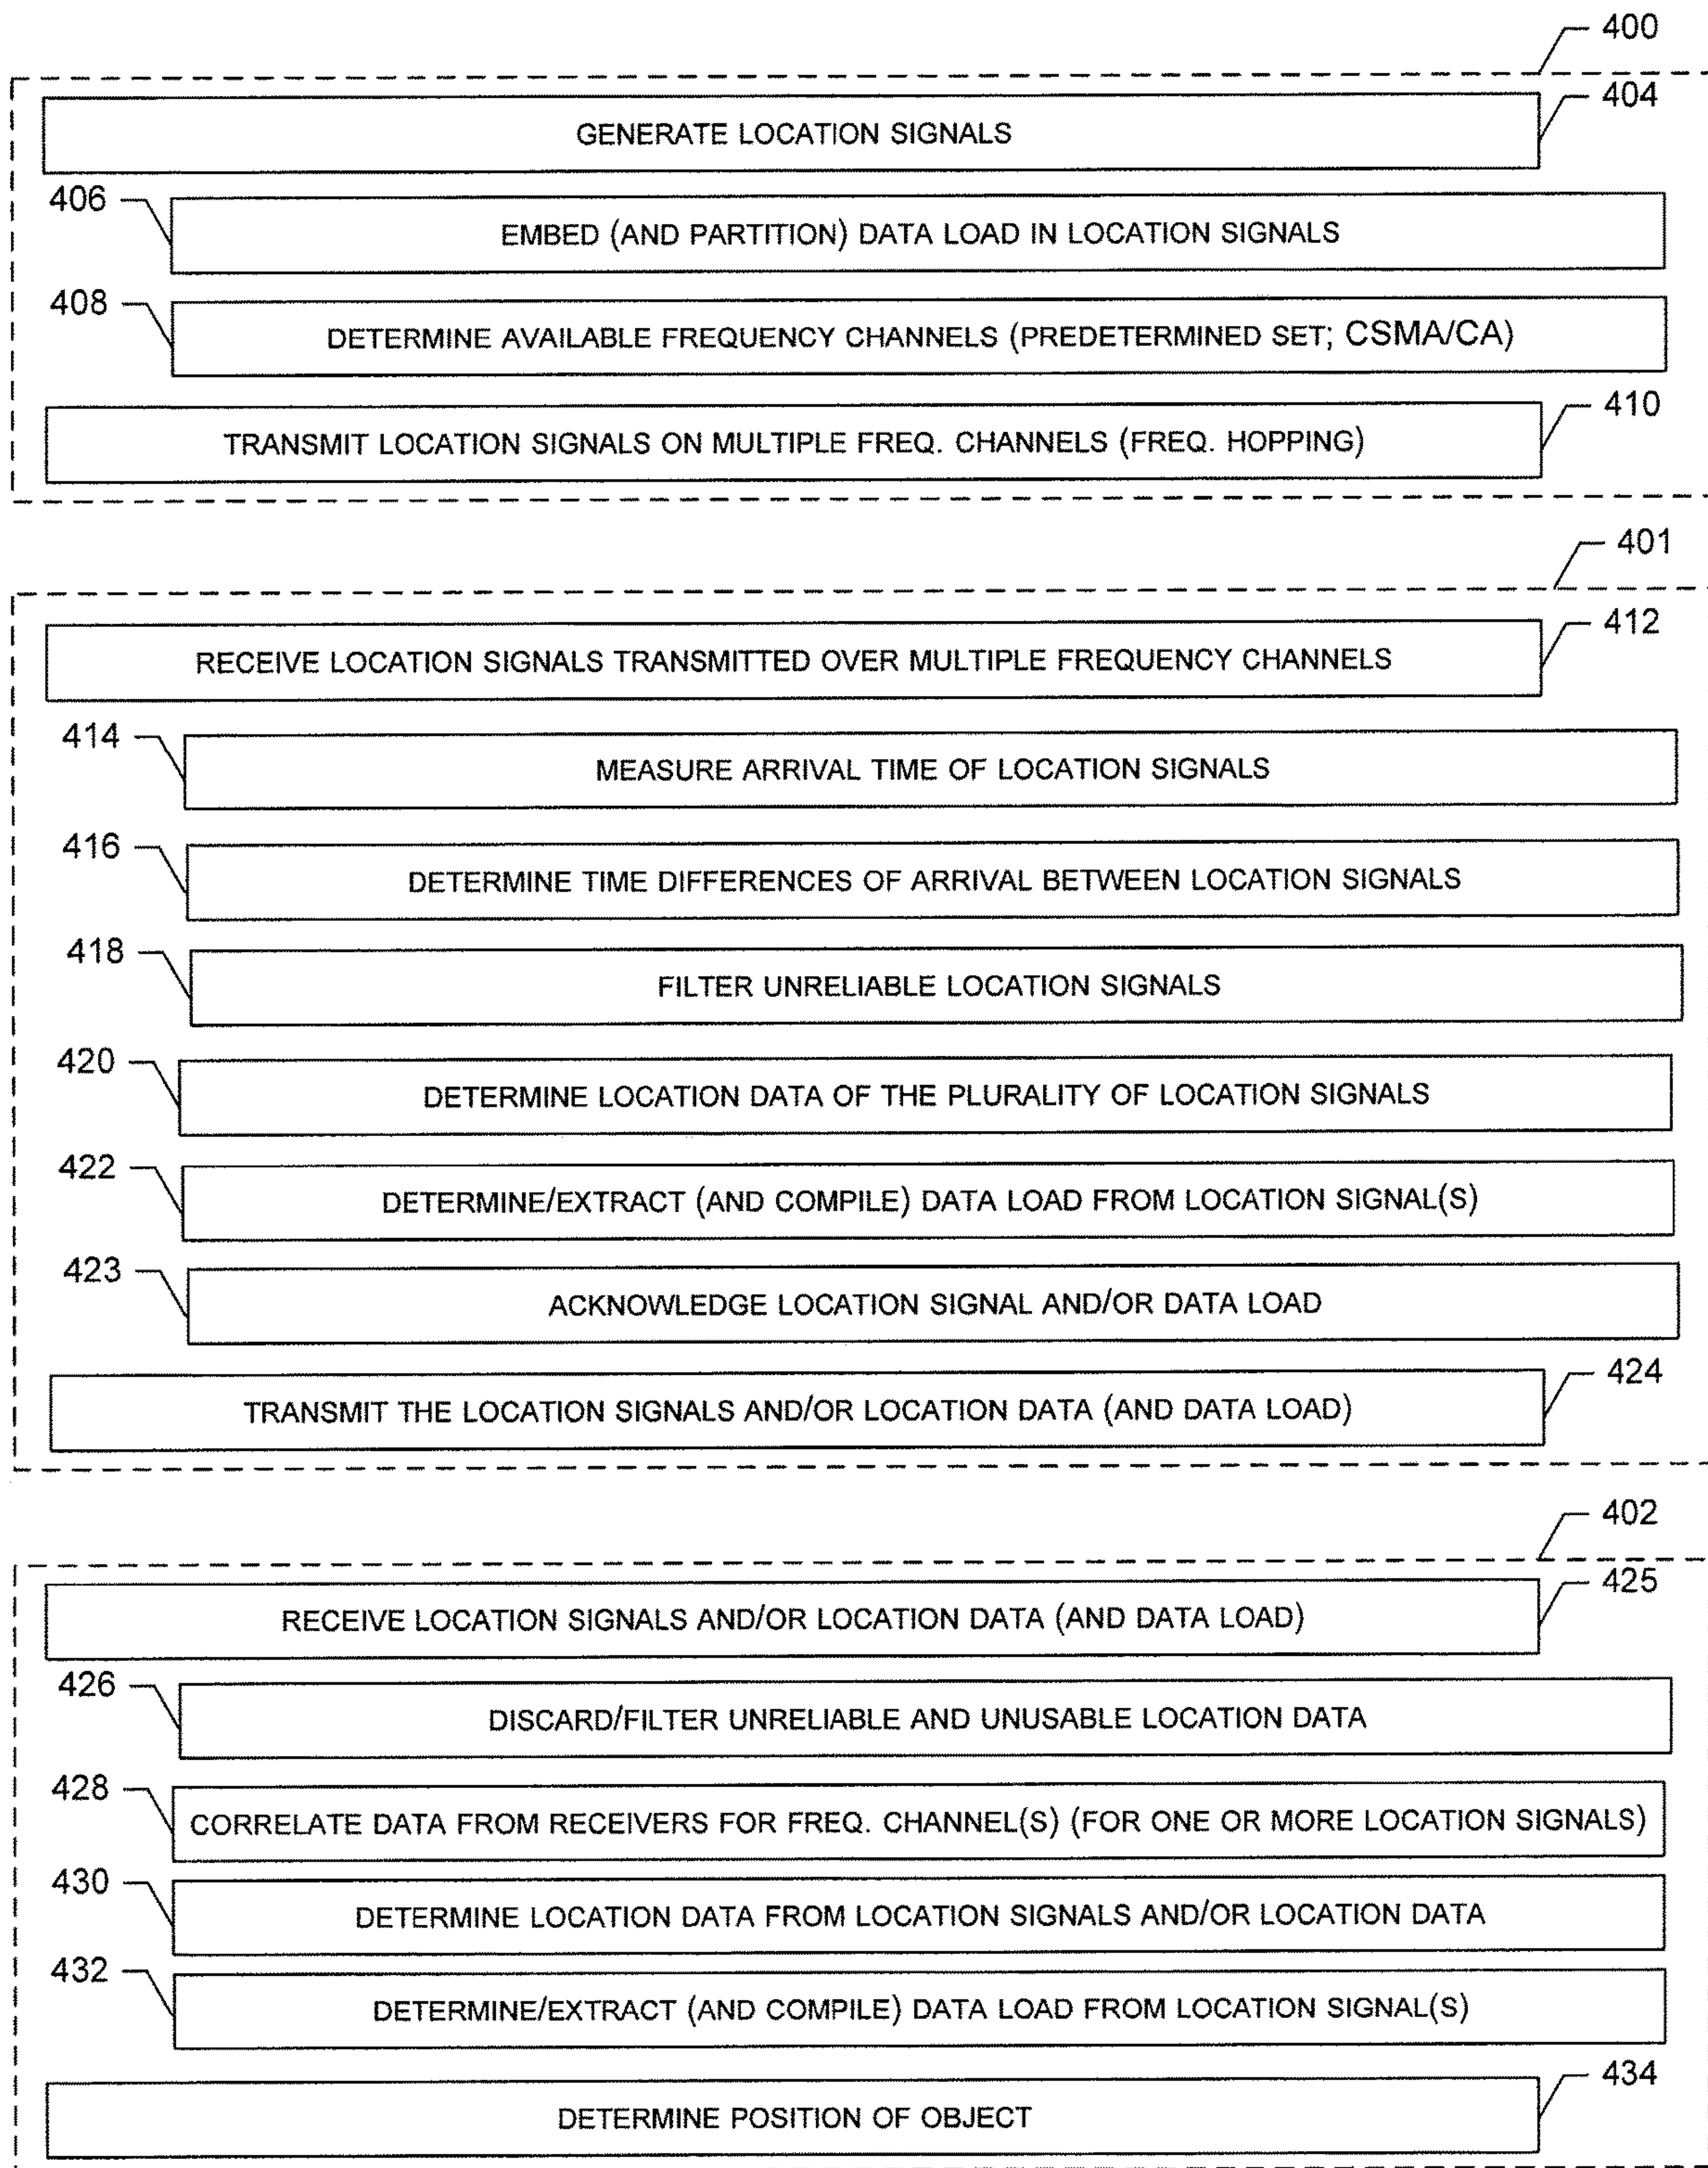 400
404
GENERATE LOCATION SIGNALS
406
EMBED (AND PARTITION) DATA LOAD IN LOCATION SIGNALS
408
DETERMINE AVAILABLE FREQUENCY CHANNELS (PREDETERMINED SET; CSMA/CA)
410
TRANSMIT LOCATION SIGNALS ON MULTIPLE FREQ. CHANNELS (FREQ. HOPPING)
401
412
RECEIVE LOCATION SIGNALS TRANSMITTED OVER MULTIPLE FREQUENCY CHANNELS
414
MEASURE ARRIVAL TIME OF LOCATION SIGNALS
416
DETERMINE TIME DIFFERENCES OF ARRIVAL BETWEEN LOCATION SIGNALS
418
FILTER UNRELIABLE LOCATION SIGNALS
420
DETERMINE LOCATION DATA OF THE PLURALITY OF LOCATION SIGNALS
422
DETERMINE/EXTRACT (AND COMPILE) DATA LOAD FROM LOCATION SIGNAL(S)
423
ACKNOWLEDGE LOCATION SIGNAL AND/OR DATA LOAD
424
TRANSMIT THE LOCATION SIGNALS AND/OR LOCATION DATA (AND DATA LOAD)
402
425
RECEIVE LOCATION SIGNALS AND/OR LOCATION DATA (AND DATA LOAD)
426
DISCARD/FILTER UNRELIABLE AND UNUSABLE LOCATION DATA
428
CORRELATE DATA FROM RECEIVERS FOR FREQ. CHANNEL(S) (FOR ONE OR MORE LOCATION SIGNALS)
430
DETERMINE LOCATION DATA FROM LOCATION SIGNALS AND/OR LOCATION DATA
432
DETERMINE/EXTRACT (AND COMPILE) DATA LOAD FROM LOCATION SIGNAL(S)
434
DETERMINE POSITION OF OBJECT